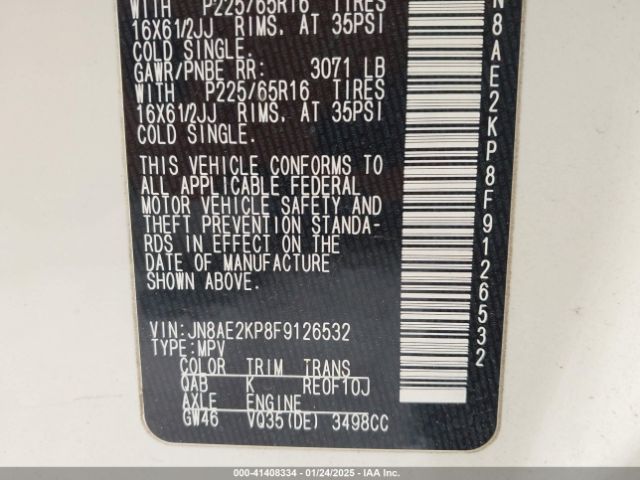 WITH P225/65R16 TIRES
16X61/2JJ RIMS, AT 35PSI
COLD SINGLE.
GAWR/PNBE RR: 3071 LB
WITH P225/65R16 TIRES
16X61/2JJ RIMS, AT 35PSI
COLD SINGLE.
THIS VEHICLE CONFORMS TO
ALL APPLICABLE FEDERAL
MOTOR VEHICLE SAFETY AND
THEFT PREVENTION STANDA-
RDS IN EFFECT ON THE
DATE OF MANUFACTURE
SHOWN ABOVE.
VIN:JN8AE2KP8F9126532
TYPE:MPV
COLOR TRIM TRANS
QAB K RE0F10J
AXLE ENGINE
GW46 VQ35(DE) 3498CC
N8AE2KP8F9126532
000-41408334 - 01/24/2025 - IAA Inc.